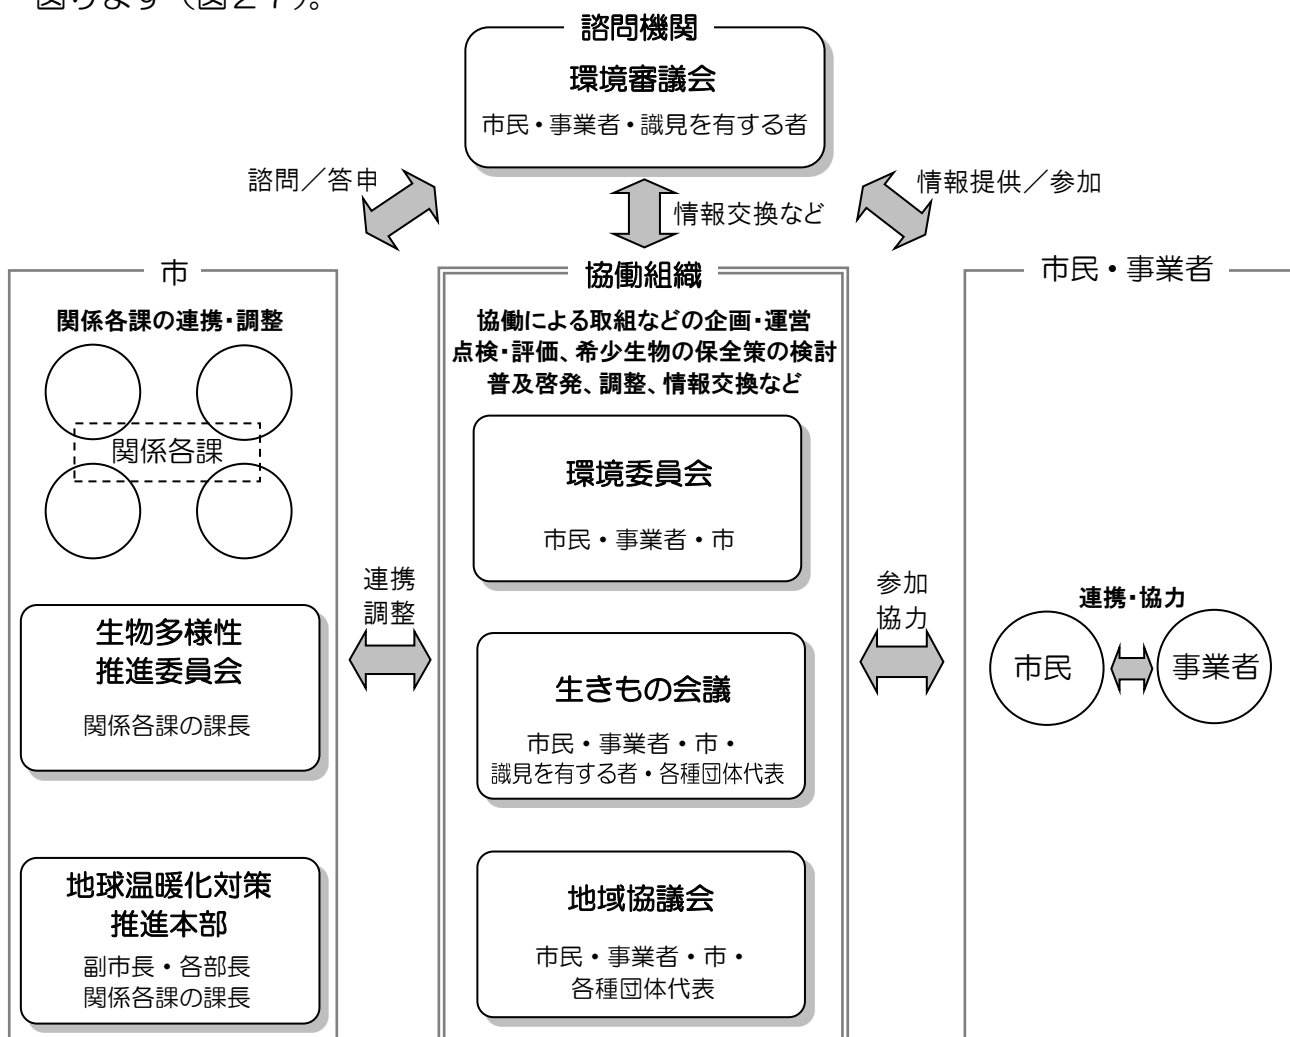 図ります（図２７）。
諮問機関
環境審議会
市民・事業者・識見を有する者
諮問／答申
情報交換など
情報提供／参加
市
関係各課の連携・調整
関係各課
生物多様性
推進委員会
関係各課の課長
地球温暖化対策
推進本部
副市長・各部長
関係各課の課長
連携
調整
協働組織
協働による取組などの企画・運営
点検・評価、希少生物の保全策の検討
普及啓発、調整、情報交換など
環境委員会
市民・事業者・市
生きもの会議
市民・事業者・市・
識見を有する者・各種団体代表
地域協議会
市民・事業者・市・
各種団体代表
参加
協力
市民・事業者
連携・協力
市民
事業者